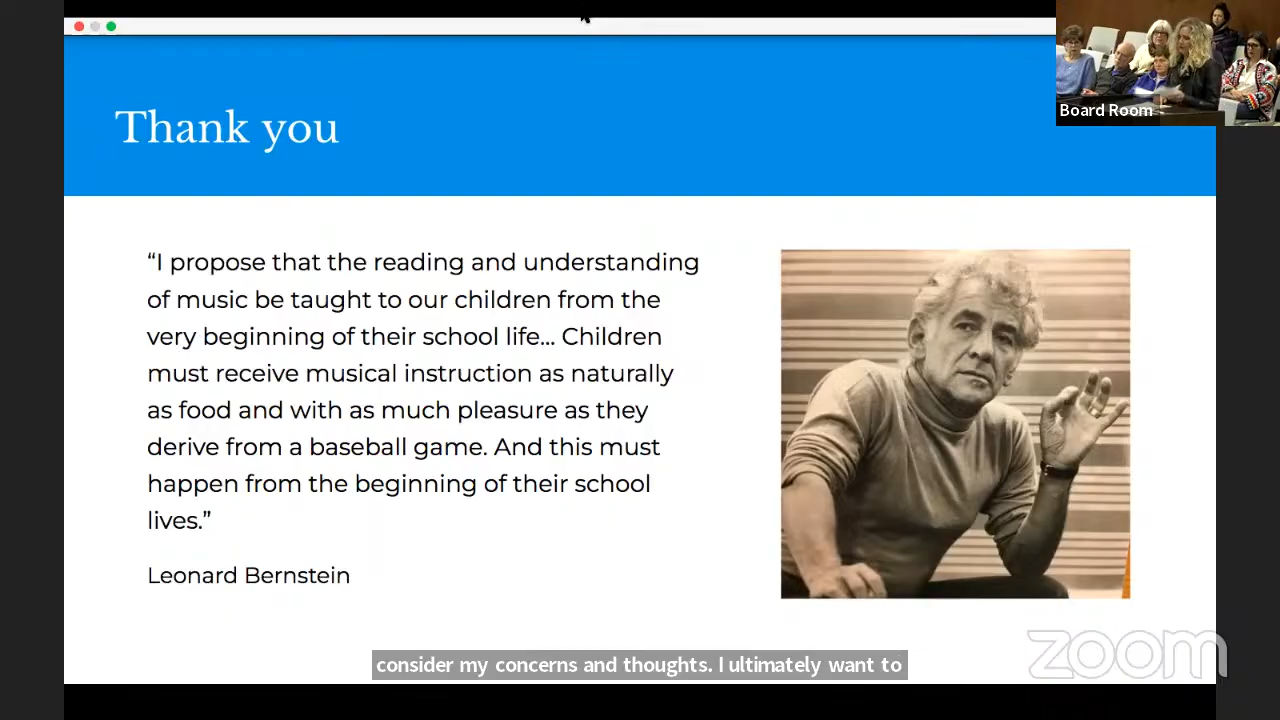 Thank you
Board Room
“I propose that the reading and understanding
of music be taught to our children from the
very beginning of their school life... Children
must receive musical instruction as naturally
as food and with as much pleasure as they
derive from a baseball game. And this must
happen from the beginning of their school
lives.”
Leonard Bernstein
consider my concerns and thoughts. I ultimately want to
zoom